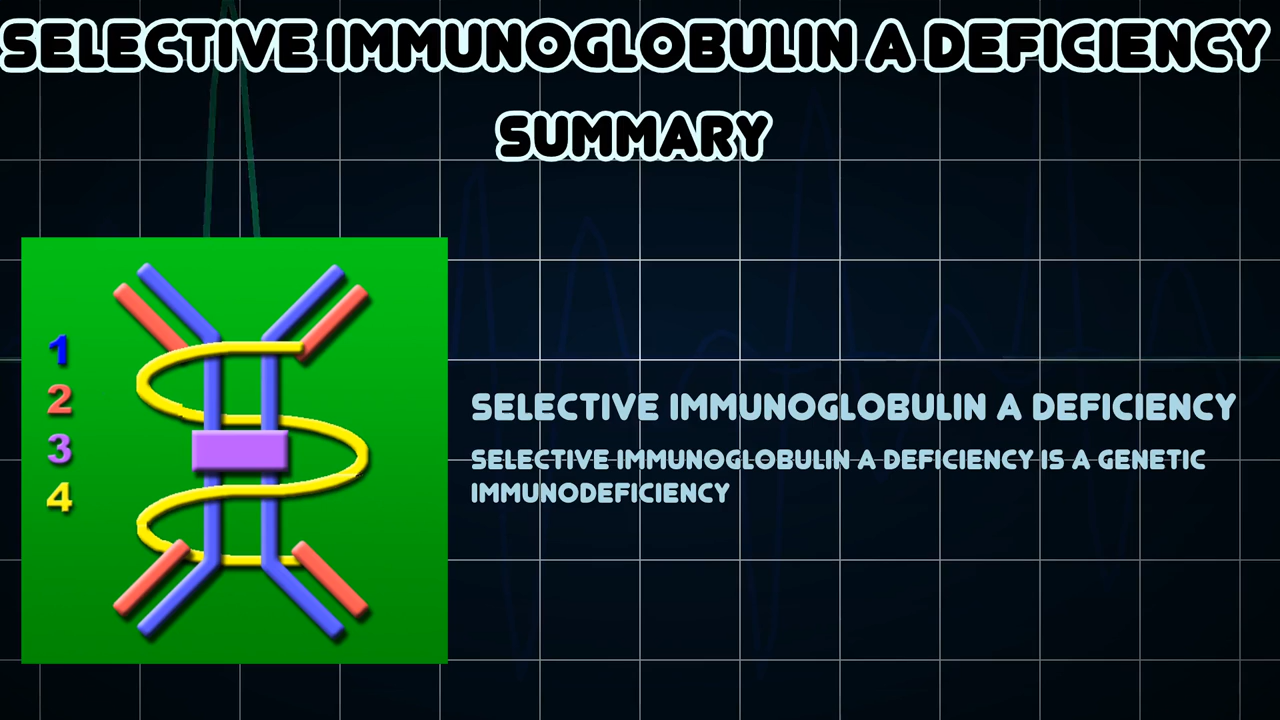 SELECTIVE IMMUNOGLOBULIN A DEFICIENCY
SUMMARY
1
2
3
4
SELECTIVE IMMUNOGLOBULIN A DEFICIENCY
SELECTIVE IMMUNOGLOBULIN A DEFICIENCY IS A GENETIC
IMMUNODEFICIENCY